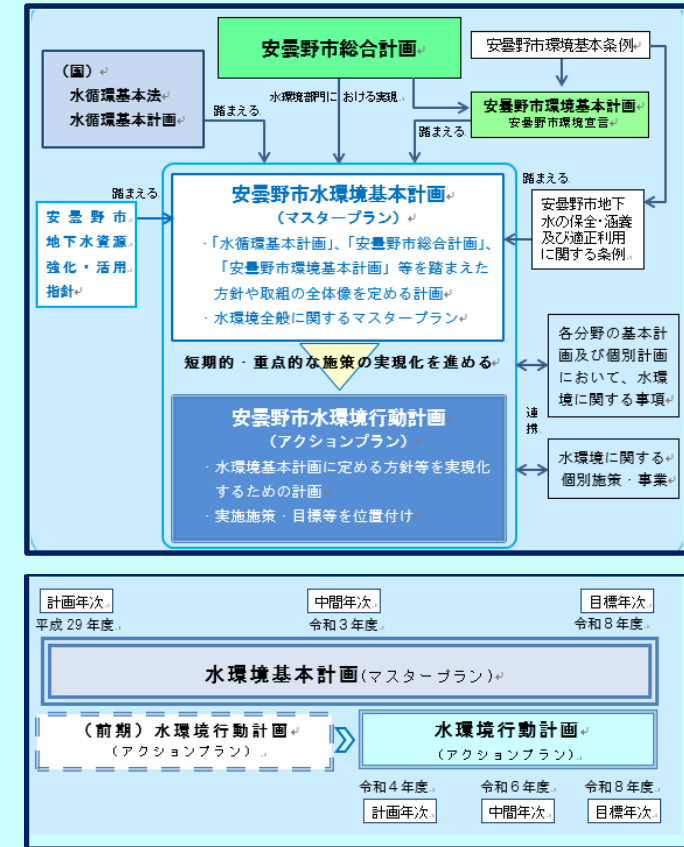 安曇野市総合計画
安曇野市環境基本条例
（国）
水循環基本法
水循環基本計画
水環境部門に おける実現
踏まえる
安曇野市環境基本計画
安曇野市環境宣言
踏まえる
踏まえる
踏まえる
安曇野市
地下水資源
強化・活用
指針
安曇野市水環境基本計画
（マスタープラン）
・「水循環基本計画」、「安曇野市総合計画」、
「安曇野市環境基本計画」等を踏まえた
方針や取組の全体像を定める計画
・水環境全般に関するマスタープラン
安曇野市地下
水の保全・涵養
及び適正利用
に関する条例
短期的・重点的な施策の実現化を進める
各分野の基本計
画及び個別計画
において、水環
境に関する事項
連
携
安曇野市水環境行動計画
（アクションプラン）
・水環境基本計画に定める方針等を実現化
するための計画
・実施施策・目標等を位置付け
水環境に関する
個別施策・事業
計画年次
中間年次
目標年次
平成29年度
令和3年度
令和8年度
水環境基本計画(マスタープラン)
（前期）水環境行動計画
（アクションプラン）
水環境行動計画
（アクションプラン）
令和4年度
令和6年度
令和8年度
計画年次
中間年次
目標年次